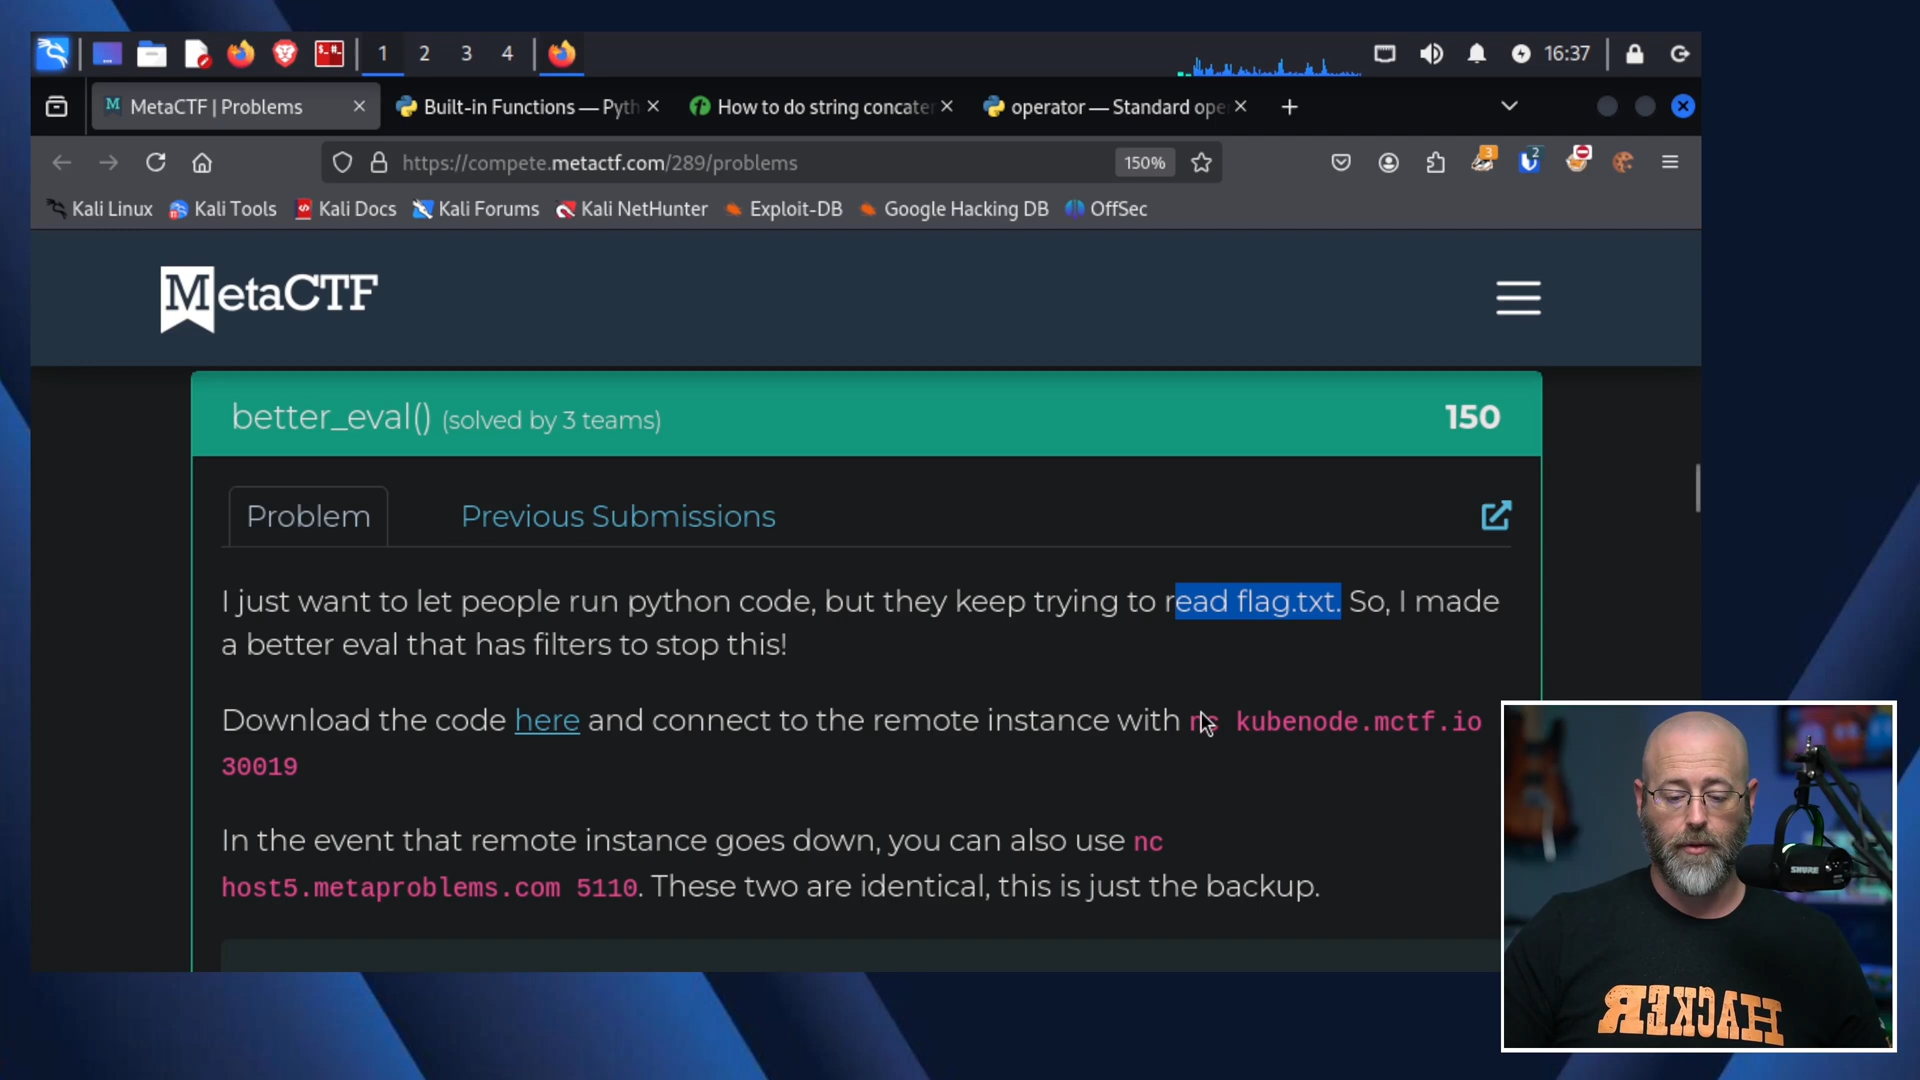 1 2 3 4 16:37
MetaCTF | Problems
Built-in Functions — Pyth
How to do string concate
operator — Standard ope
https://compete.metactf.com/289/problems 150% 3 2
Kali Linux Kali Tools Kali Docs Kali Forums Kali NetHunter Exploit-DB Google Hacking DB OffSec
MetaCTF
better_eval() (solved by 3 teams) 150
Problem Previous Submissions
I just want to let people run python code, but they keep trying to read flag.txt. So, I made
a better eval that has filters to stop this!
Download the code here and connect to the remote instance with nc kubenode.mctf.io
30019
In the event that remote instance goes down, you can also use nc
host5.metaproblems.com 5110. These two are identical, this is just the backup.
SHURE
HACKER